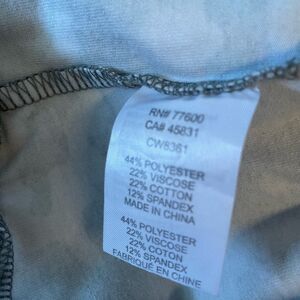 RN# 77600
CA# 45831
CW8361
44% POLYESTER
22% VISCOSE
22% COTTON
12% SPANDEX
MADE IN CHINA
44% POLYESTER
22% VISCOSE
22% COTTON
12% SPANDEX
FABRIQUÉ EN CHINE